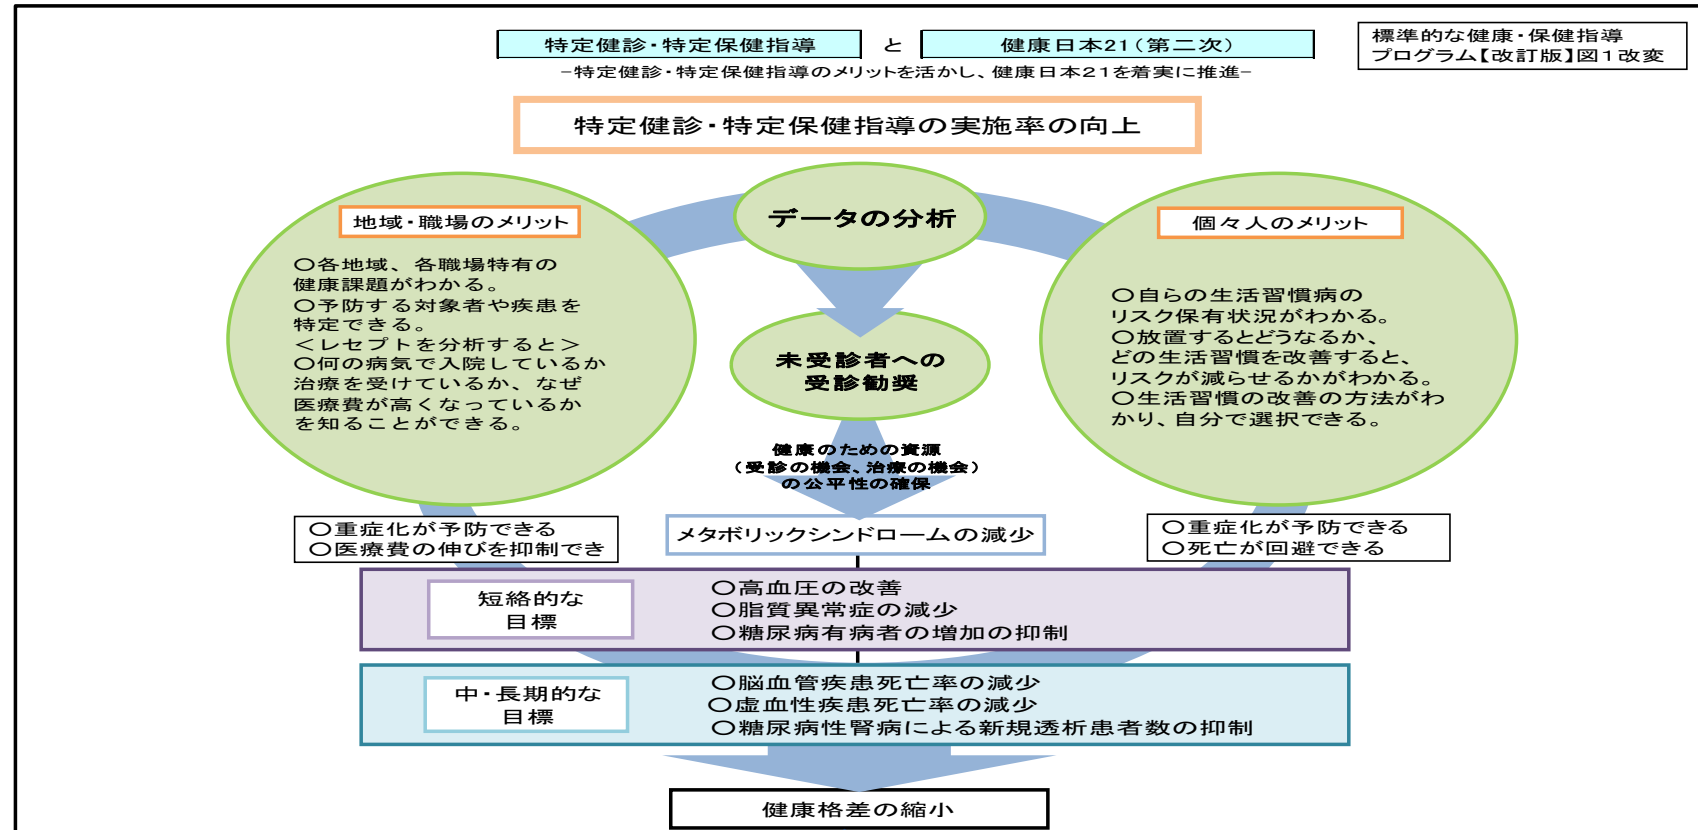 特定健診・特定保健指導 と 健康日本21(第二次)
標準的な健康・保健指導
プログラム【改訂版】図1改変
-特定健診・特定保健指導のメリットを活かし、健康日本21を着実に推進-
特定健診・特定保健指導の実施率の向上
データの分析
地域・職場のメリット
〇各地域、各職場特有の
健康課題がわかる。
〇予防する対象者や疾患を
特定できる。
<レセプトを分析すると>
〇何の病気で入院しているか
治療を受けているか、なぜ
医療費が高くなっているか
を知ることができる。
個々人のメリット
〇自らの生活習慣病の
リスク保有状況がわかる。
〇放置するとどうなるか、
どの生活習慣を改善すると、
リスクが減らせるかがわかる。
〇生活習慣の改善の方法がわ
かり、自分で選択できる。
未受診者への
受診勧奨
健康のための資源
(受診の機会、治療の機会)
の公平性の確保
〇重症化が予防できる
〇医療費の伸びを抑制でき
メタボリックシンドロームの減少
〇重症化が予防できる
〇死亡が回避できる
短絡的な
目標
〇高血圧の改善
〇脂質異常症の減少
〇糖尿病有病者の増加の抑制
中・長期的な
目標
〇脳血管疾患死亡率の減少
〇虚血性疾患死亡率の減少
〇糖尿病性腎病による新規透析患者数の抑制
健康格差の縮小